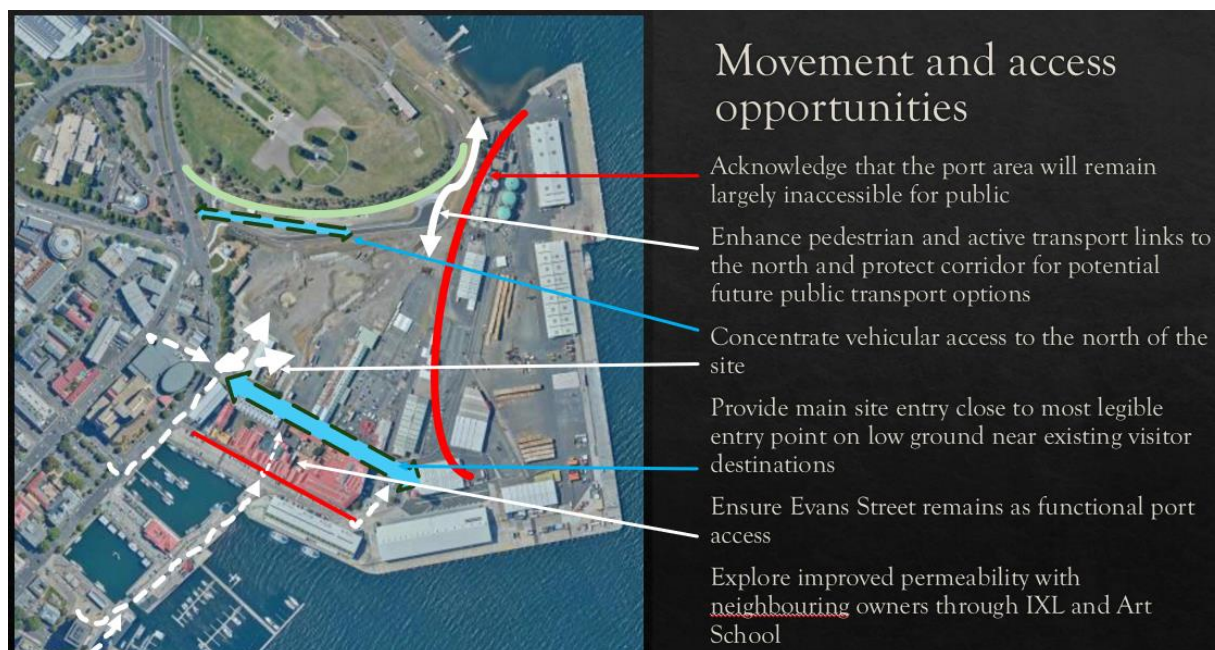 Movement and access
opportunities
Acknowledge that the port area will remain
largely inaccessible for public
Enhance pedestrian and active transport links to
the north and protect corridor for potential
future public transport options
Concentrate vehicular access to the north of the
site
Provide main site entry close to most legible
entry point on low ground near existing visitor
destinations
Ensure Evans Street remains as functional port
access
Explore improved permeability with
neighbouring owners through IXL and Art
School